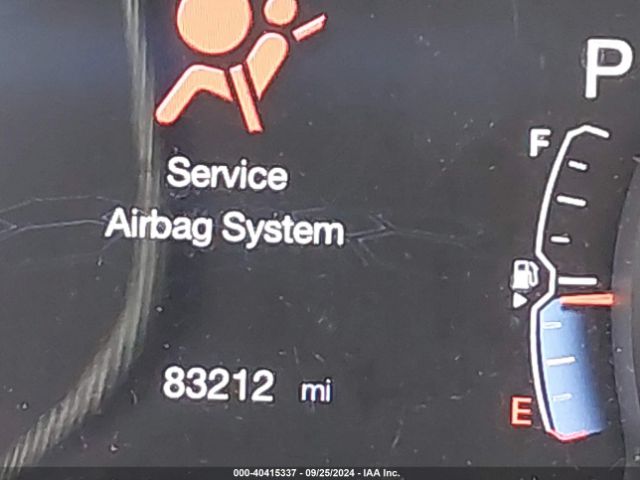 P
F
Service
Airbag System
83212 mi
E
000-40415337 - 09/25/2024 - IAA Inc.